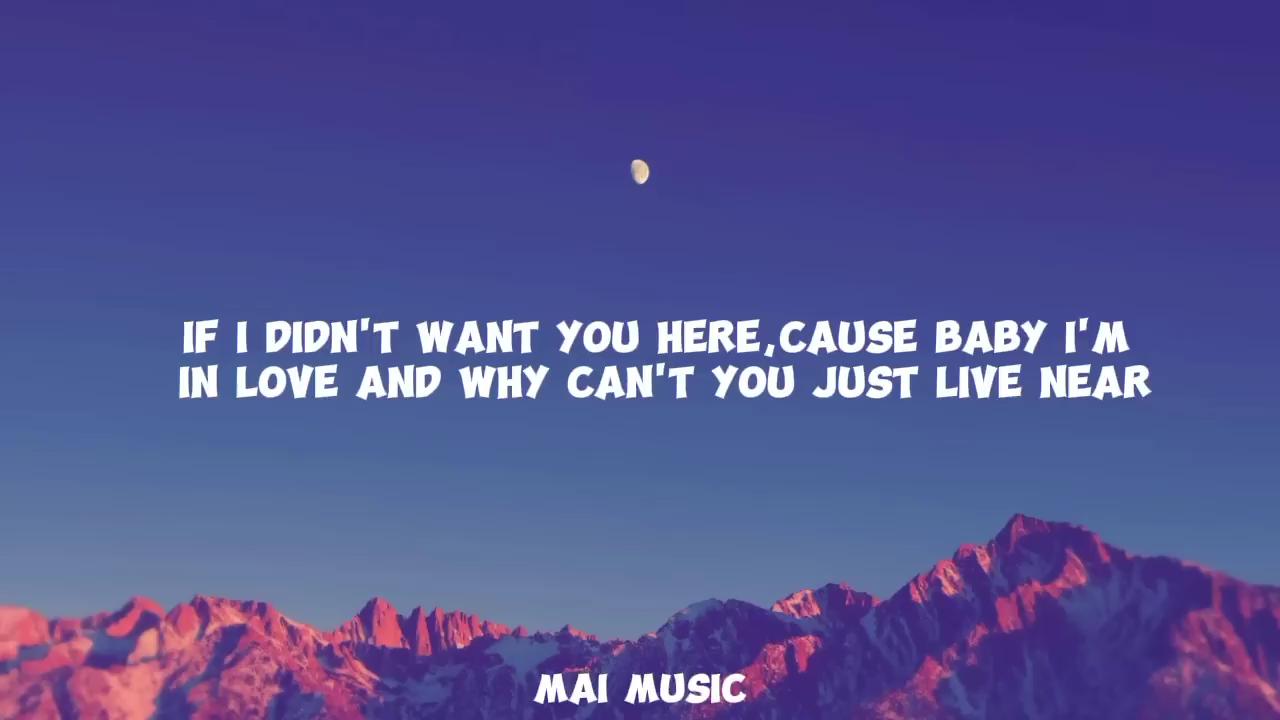 IF I DIDN'T WANT YOU HERE,CAUSE BABY I'M
IN LOVE AND WHY CAN'T YOU JUST LIVE NEAR
MAI MUSIC